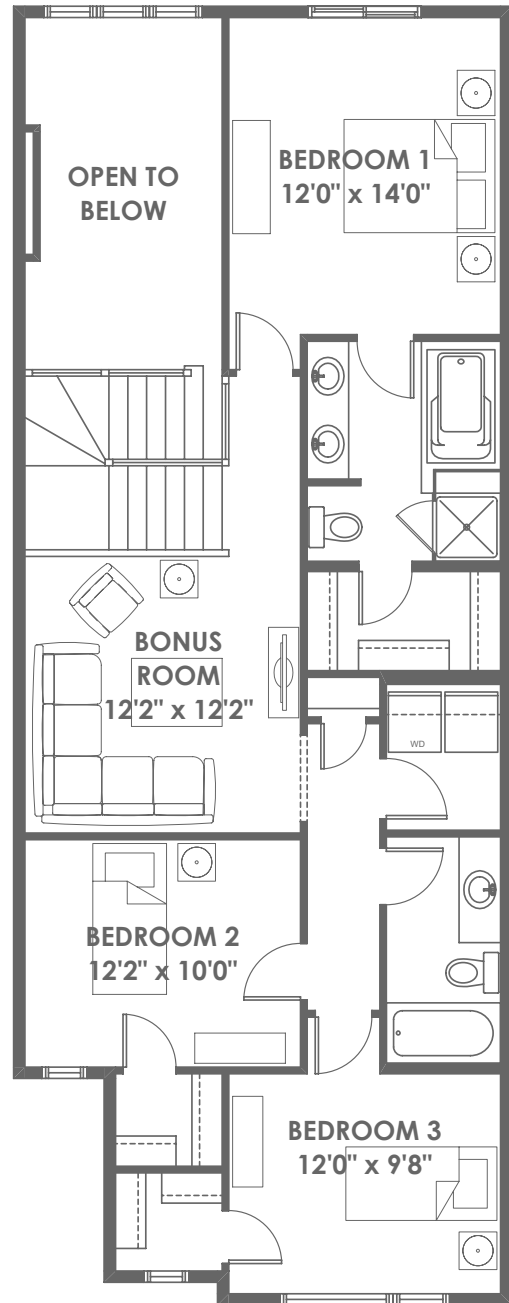 OPEN TO
BELOW
BEDROOM 1
12'0" x 14'0"
BONUS
ROOM
12'2" x 12'2"
WD
BEDROOM 2
12'2" x 10'0"
BEDROOM 3
12'0" x 9'8"